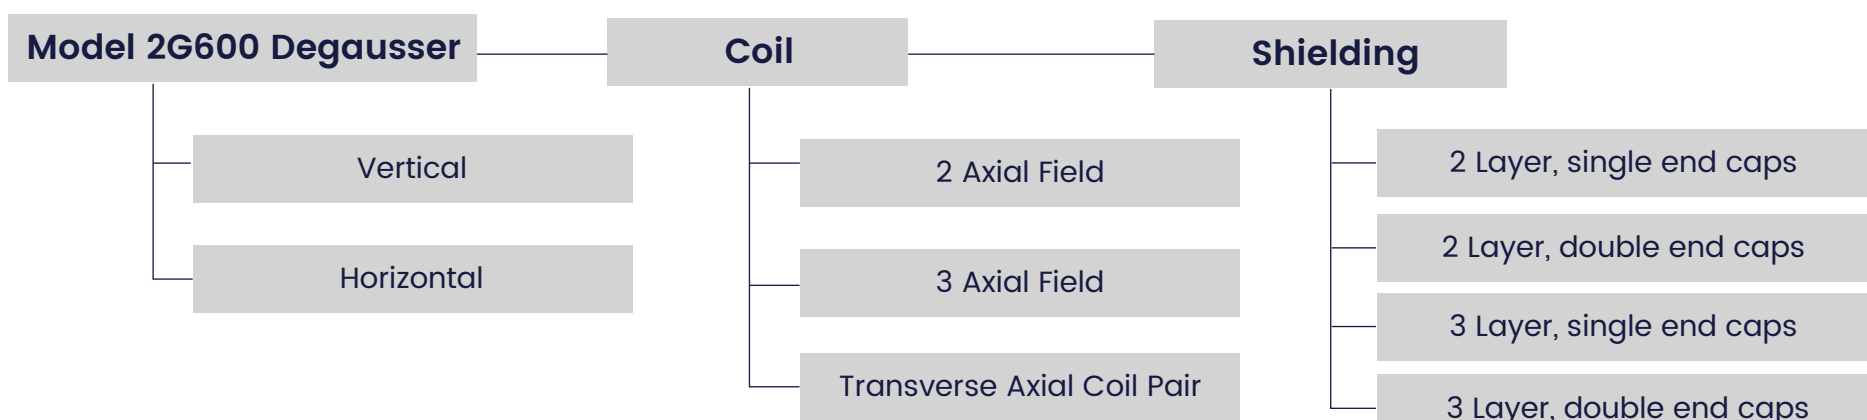 Model 2G600 Degausser
Vertical
Horizontal
Coil
2 Axial Field
3 Axial Field
Transverse Axial Coil Pair
Shielding
2 Layer, single end caps
2 Layer, double end caps
3 Layer, single end caps
3 Layer, double end caps